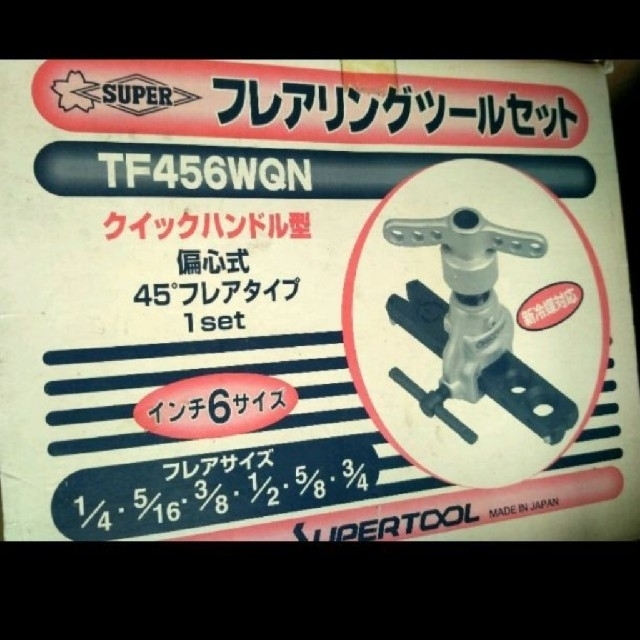 SUPER フレアリングツールセット
TF456WQN
クイックハンドル型
偏心式
45°フレアタイプ
1set
新冷媒対応
インチ6サイズ
フレアサイズ
1/4・5/16・3/8・1/2・5/8・3/4
SUPERTOOL MADE IN JAPAN